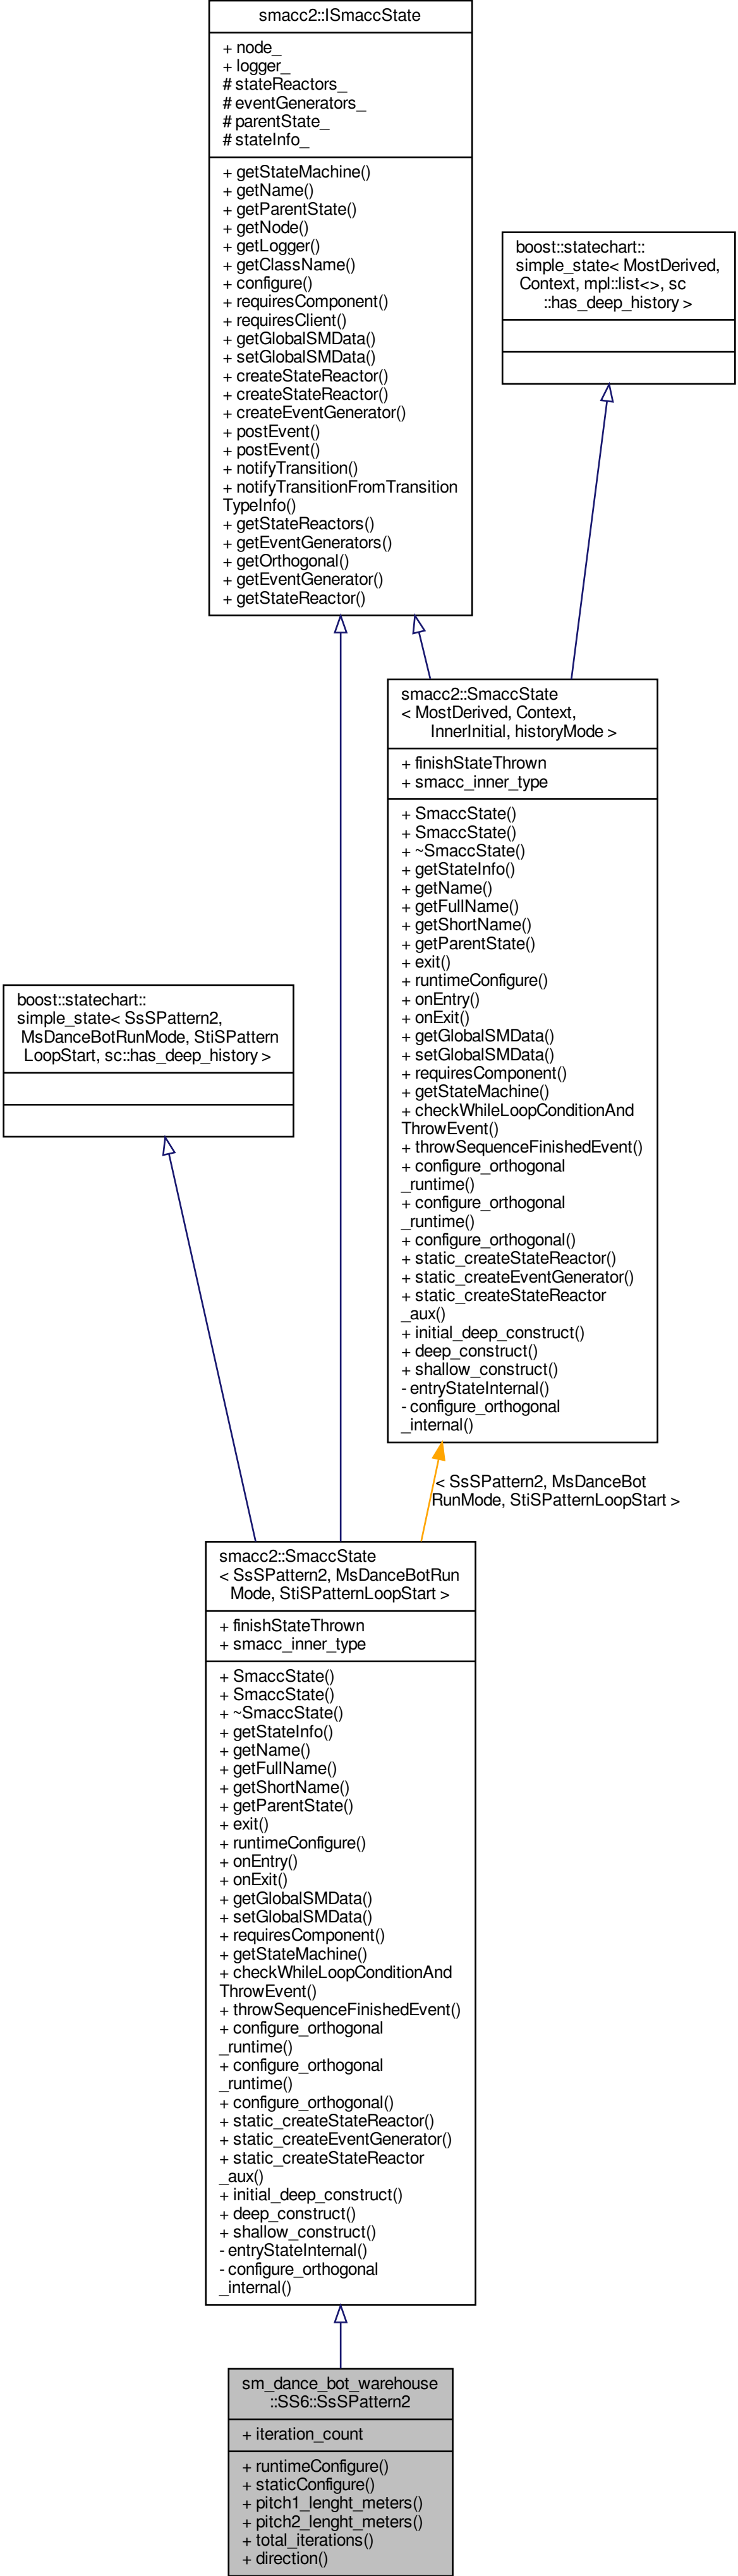 smacc2::ISmaccState
+ node_
+ logger_
# stateReactors_
# eventGenerators_
# parentState_
# stateInfo_
+ getStateMachine()
+ getName()
+ getParentState()
+ getNode()
+ getLogger()
+ getClassName()
+ configure()
+ requiresComponent()
+ requiresClient()
+ getGlobalSMData()
+ setGlobalSMData()
+ createStateReactor()
+ createStateReactor()
+ createEventGenerator()
+ postEvent()
+ postEvent()
+ notifyTransition()
+ notifyTransitionFromTransition
TypeInfo()
+ getStateReactors()
+ getEventGenerators()
+ getOrthogonal()
+ getEventGenerator()
+ getStateReactor()
boost::statechart::
simple_state< MostDerived,
Context, mpl::list<>, sc
::has_deep_history >
smacc2::SmaccState
< MostDerived, Context,
InnerInitial, historyMode >
+ finishStateThrown
+ smacc_inner_type
+ SmaccState()
+ SmaccState()
+ ~SmaccState()
+ getStateInfo()
+ getName()
+ getFullName()
+ getShortName()
+ getParentState()
+ exit()
+ runtimeConfigure()
+ onEntry()
+ onExit()
+ getGlobalSMData()
+ setGlobalSMData()
+ requiresComponent()
+ getStateMachine()
+ checkWhileLoopConditionAnd
ThrowEvent()
+ throwSequenceFinishedEvent()
+ configure_orthogonal
_runtime()
+ configure_orthogonal
_runtime()
+ configure_orthogonal()
+ static_createStateReactor()
+ static_createEventGenerator()
+ static_createStateReactor
_aux()
+ initial_deep_construct()
+ deep_construct()
+ shallow_construct()
- entryStateInternal()
- configure_orthogonal
_internal()
boost::statechart::
simple_state< SsSPattern2,
MsDanceBotRunMode, StiSPattern
LoopStart, sc::has_deep_history >
< SsSPattern2, MsDanceBot
RunMode, StiSPatternLoopStart >
smacc2::SmaccState
< SsSPattern2, MsDanceBotRun
Mode, StiSPatternLoopStart >
+ finishStateThrown
+ smacc_inner_type
+ SmaccState()
+ SmaccState()
+ ~SmaccState()
+ getStateInfo()
+ getName()
+ getFullName()
+ getShortName()
+ getParentState()
+ exit()
+ runtimeConfigure()
+ onEntry()
+ onExit()
+ getGlobalSMData()
+ setGlobalSMData()
+ requiresComponent()
+ getStateMachine()
+ checkWhileLoopConditionAnd
ThrowEvent()
+ throwSequenceFinishedEvent()
+ configure_orthogonal
_runtime()
+ configure_orthogonal
_runtime()
+ configure_orthogonal()
+ static_createStateReactor()
+ static_createEventGenerator()
+ static_createStateReactor
_aux()
+ initial_deep_construct()
+ deep_construct()
+ shallow_construct()
- entryStateInternal()
- configure_orthogonal
_internal()
sm_dance_bot_warehouse
::SS6::SsSPattern2
+ iteration_count
+ runtimeConfigure()
+ staticConfigure()
+ pitch1_lenght_meters()
+ pitch2_lenght_meters()
+ total_iterations()
+ direction()